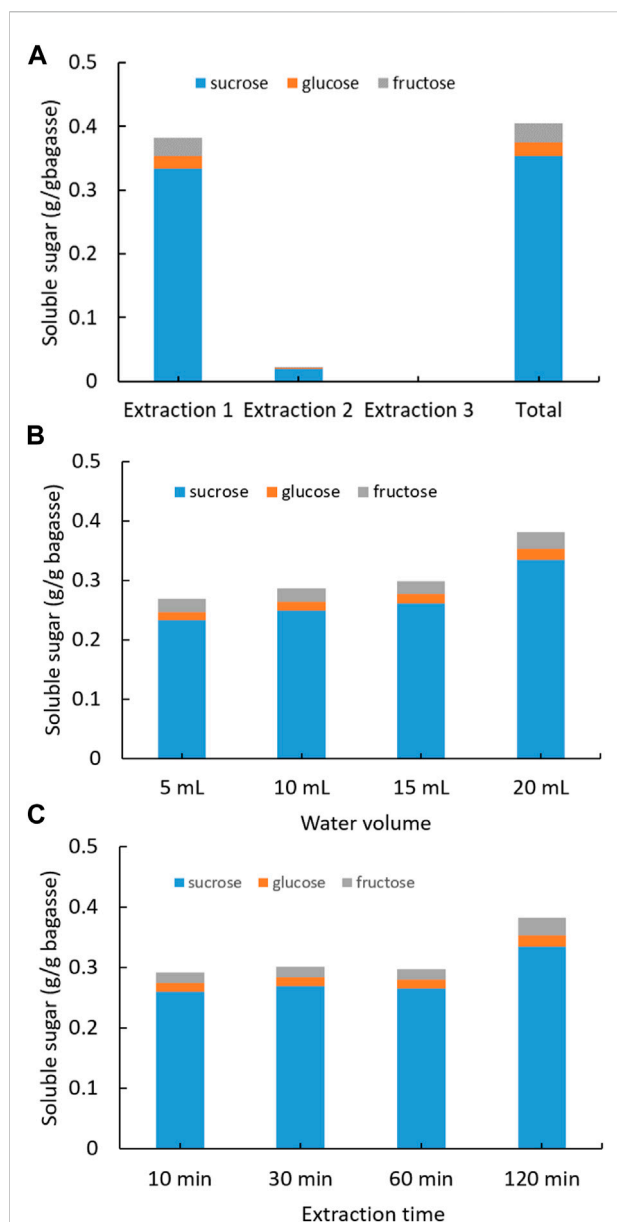 A
Soluble sugar (g/gbagasse)
0.5
0.4
0.3
0.2
0.1
0
sucrose glucose fructose
Extraction 1 Extraction 2 Extraction 3 Total
B
Soluble sugar (g/g bagasse)
0.5
0.4
0.3
0.2
0.1
0
sucrose glucose fructose
5 mL 10 mL 15 mL 20 mL
Water volume
C
Soluble sugar (g/g bagasse)
0.5
0.4
0.3
0.2
0.1
0
sucrose glucose fructose
10 min 30 min 60 min 120 min
Extraction time